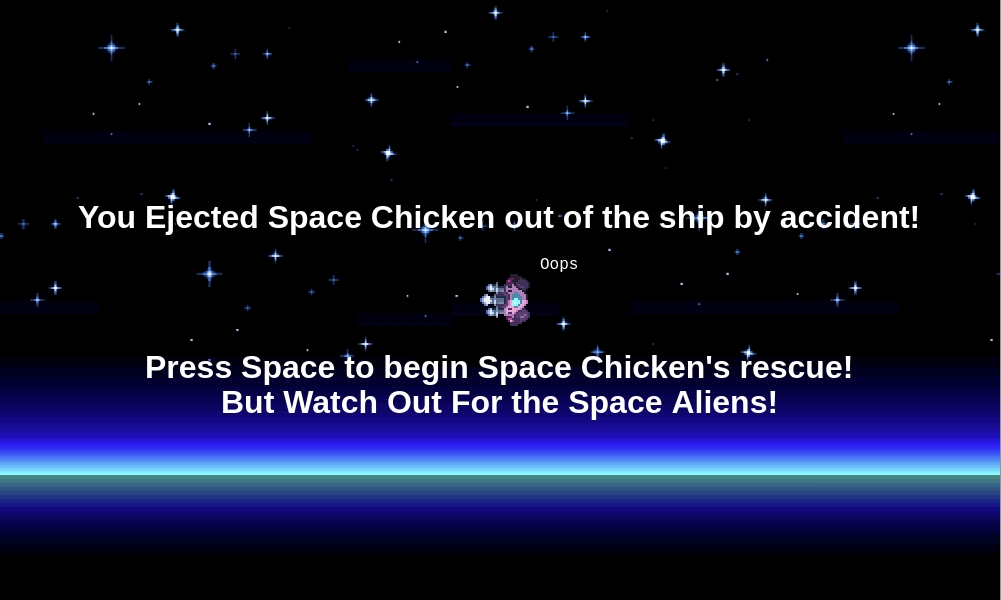 You Ejected Space Chicken out of the ship by accident!
Oops
Press Space to begin Space Chicken's rescue!
But Watch Out For the Space Aliens!